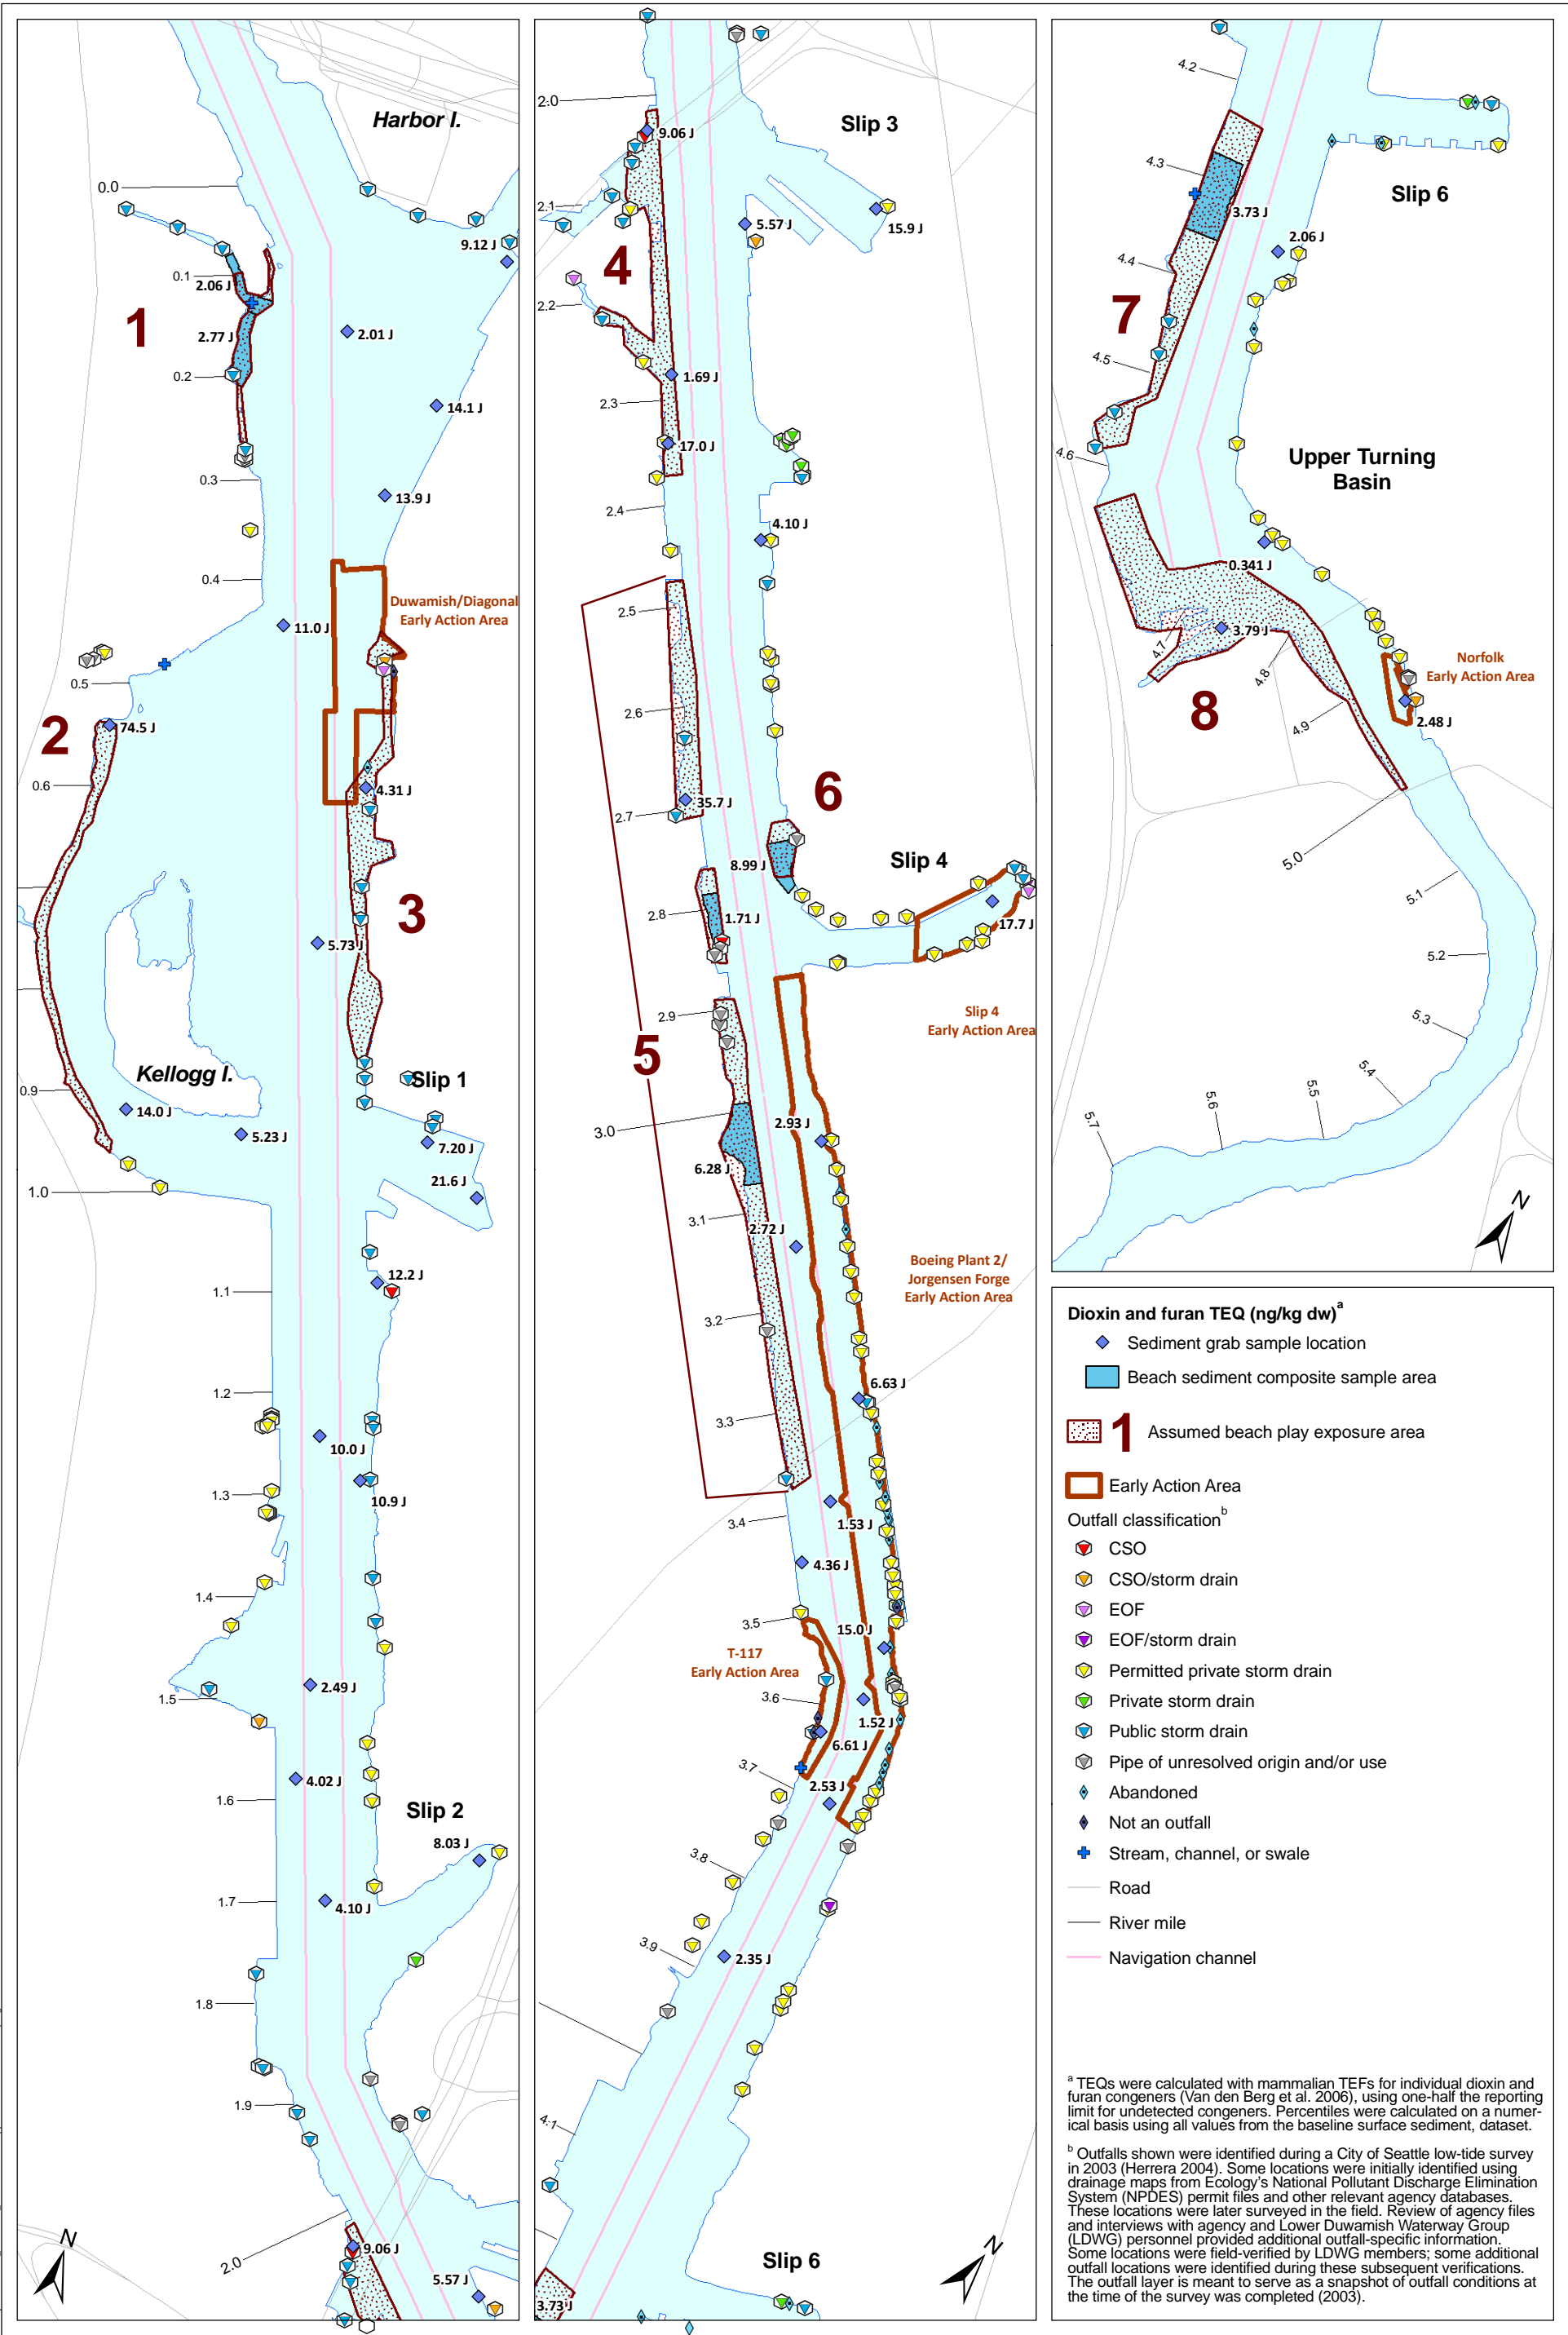 Harbor I.
0.0
9.12 J
0.1
2.06 J
1
2.77 J
2.01 J
0.2
14.1 J
0.3
13.9 J
0.4
Duwamish/Diagonal
Early Action Area
11.0 J
0.5
2
74.5 J
0.6
4.31 J
3
5.73 J
Kellogg I.
Slip 1
0.9
14.0 J
5.23 J
7.20 J
21.6 J
1.0
12.2 J
1.1
1.2
10.0 J
1.3
10.9 J
1.4
2.49 J
1.5
4.02 J
1.6
Slip 2
8.03 J
1.7
4.10 J
1.8
1.9
N
2.0
9.06 J
5.57 J
2.0
Slip 3
9.06 J
2.1
5.57 J
15.9 J
4
2.2
1.69 J
2.3
17.0 J
2.4
4.10 J
2.5
2.6
6
35.7 J
2.7
8.99 J
Slip 4
2.8
1.71 J
17.7 J
2.9
Slip 4
Early Action Area
5
3.0
2.93 J
6.28 J
3.1
2.72 J
Boeing Plant 2/
Jorgensen Forge
Early Action Area
3.2
6.63 J
3.3
3.4
1.53 J
4.36 J
3.5
15.0 J
T-117
Early Action Area
3.6
1.52 J
6.61 J
3.7
2.53 J
3.8
3.9
2.35 J
4.1
Slip 6
N
3.73 J
4.2
4.3
Slip 6
3.73 J
2.06 J
4.4
7
4.5
4.6
Upper Turning
Basin
0.341 J
3.79 J
4.7
4.8
Norfolk
Early Action Area
8
4.9
2.48 J
5.0
5.1
5.2
5.3
5.4
5.5
5.6
5.7
N
Dioxin and furan TEQ (ng/kg dw)a
Sediment grab sample location
Beach sediment composite sample area
1 Assumed beach play exposure area
Early Action Area
Outfall classificationb
CSO
CSO/storm drain
EOF
EOF/storm drain
Permitted private storm drain
Private storm drain
Public storm drain
Pipe of unresolved origin and/or use
Abandoned
Not an outfall
Stream, channel, or swale
Road
River mile
Navigation channel
a TEQs were calculated with mammalian TEFs for individual dioxin and
furan congeners (Van den Berg et al. 2006), using one-half the reporting
limit for undetected congeners. Percentiles were calculated on a numer-
ical basis using all values from the baseline surface sediment, dataset.
b Outfalls shown were identified during a City of Seattle low-tide survey
in 2003 (Herrera 2004). Some locations were initially identified using
drainage maps from Ecology's National Pollutant Discharge Elimination
System (NPDES) permit files and other relevant agency databases.
These locations were later surveyed in the field. Review of agency files
and interviews with agency and Lower Duwamish Waterway Group
(LDWG) personnel provided additional outfall-specific information.
Some locations were field-verified by LDWG members; some additional
outfall locations were identified during these subsequent verifications.
The outfall layer is meant to serve as a snapshot of outfall conditions at
the time of the survey was completed (2003).